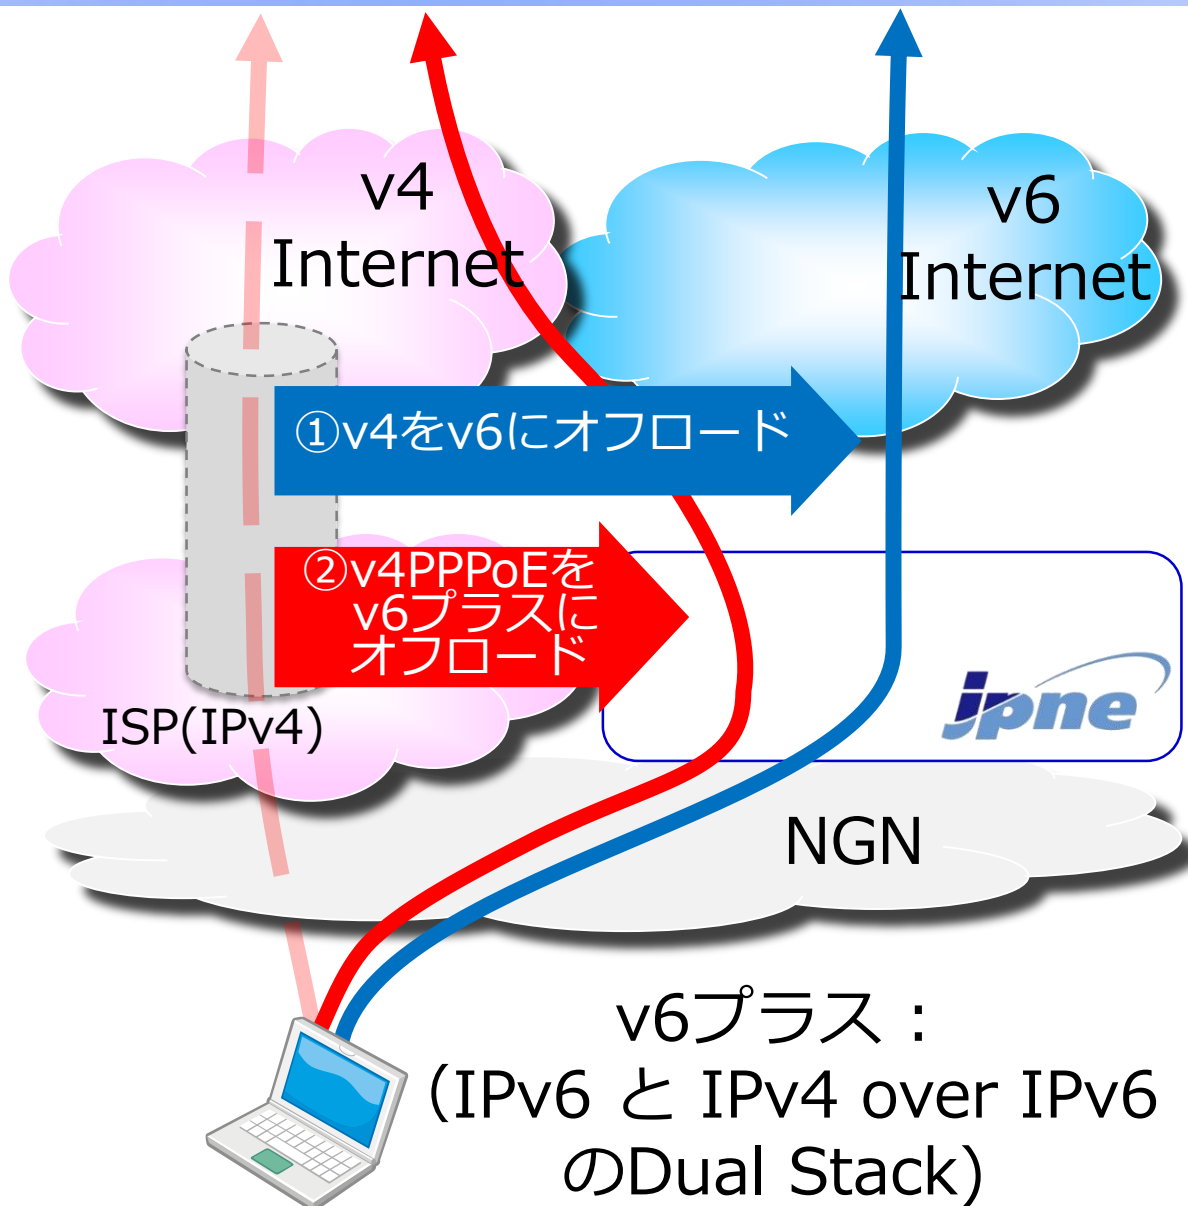 v4
Internet
v6
Internet
①v4をv6にオフロード
②v4PPPoEを
v6プラスに
オフロード
jpne
ISP(IPv4)
NGN
v6プラス：
（IPv6 と IPv4 over IPv6
のDual Stack)